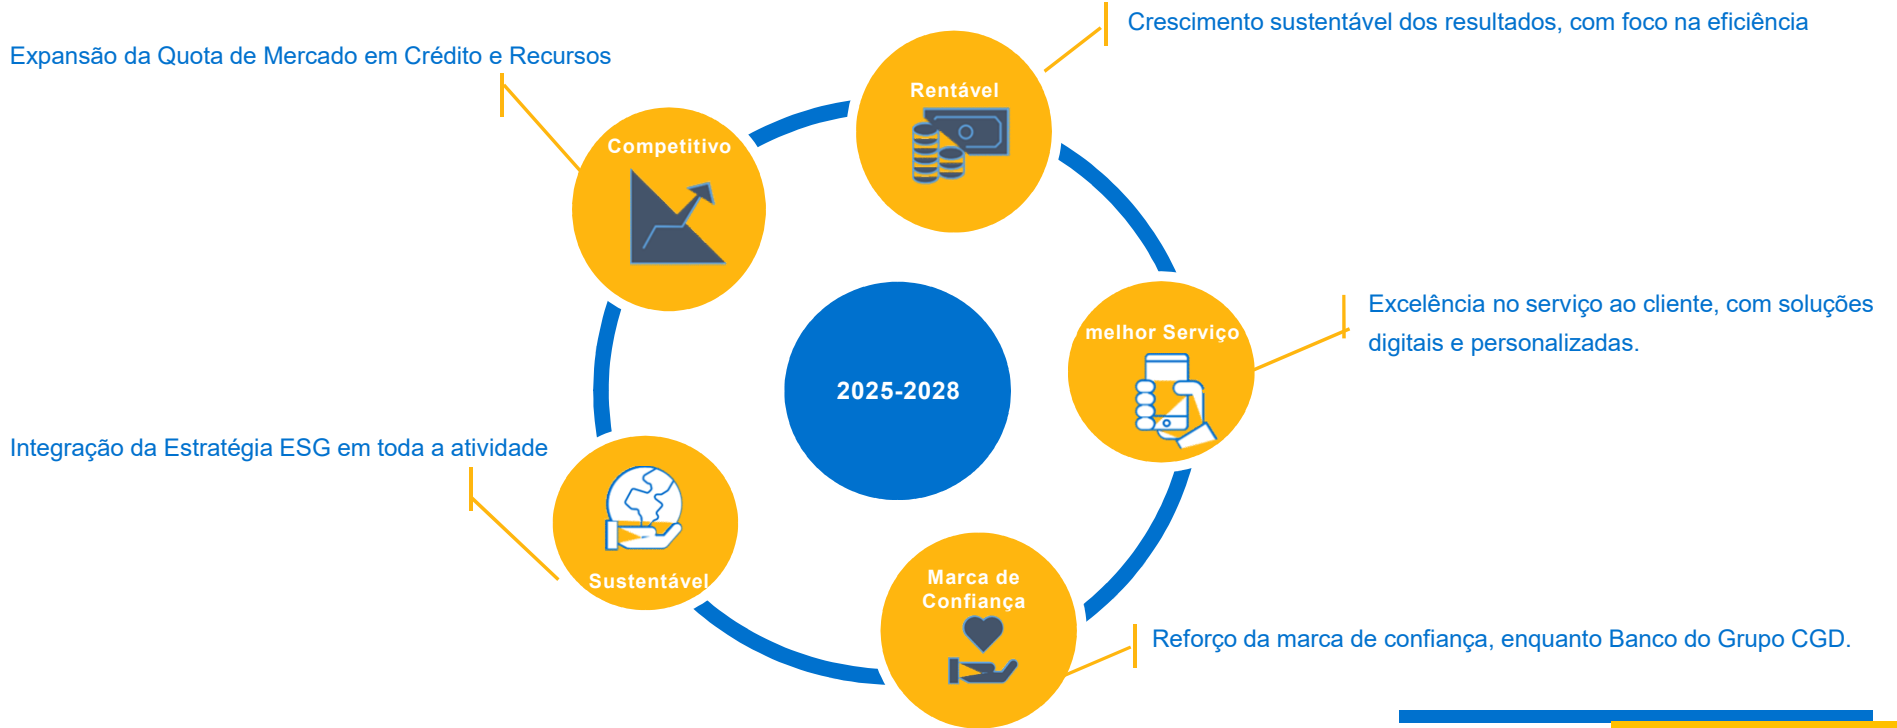 Crescimento sustentável dos resultados, com foco na eficiência
Expansão da Quota de Mercado em Crédito e Recursos
Rentável
Competitivo
Excelência no serviço ao cliente, com soluções
digitais e personalizadas.
melhor Serviço
2025-2028
Integração da Estratégia ESG em toda a atividade
Sustentável
Marca de
Confiança
Reforço da marca de confiança, enquanto Banco do Grupo CGD.